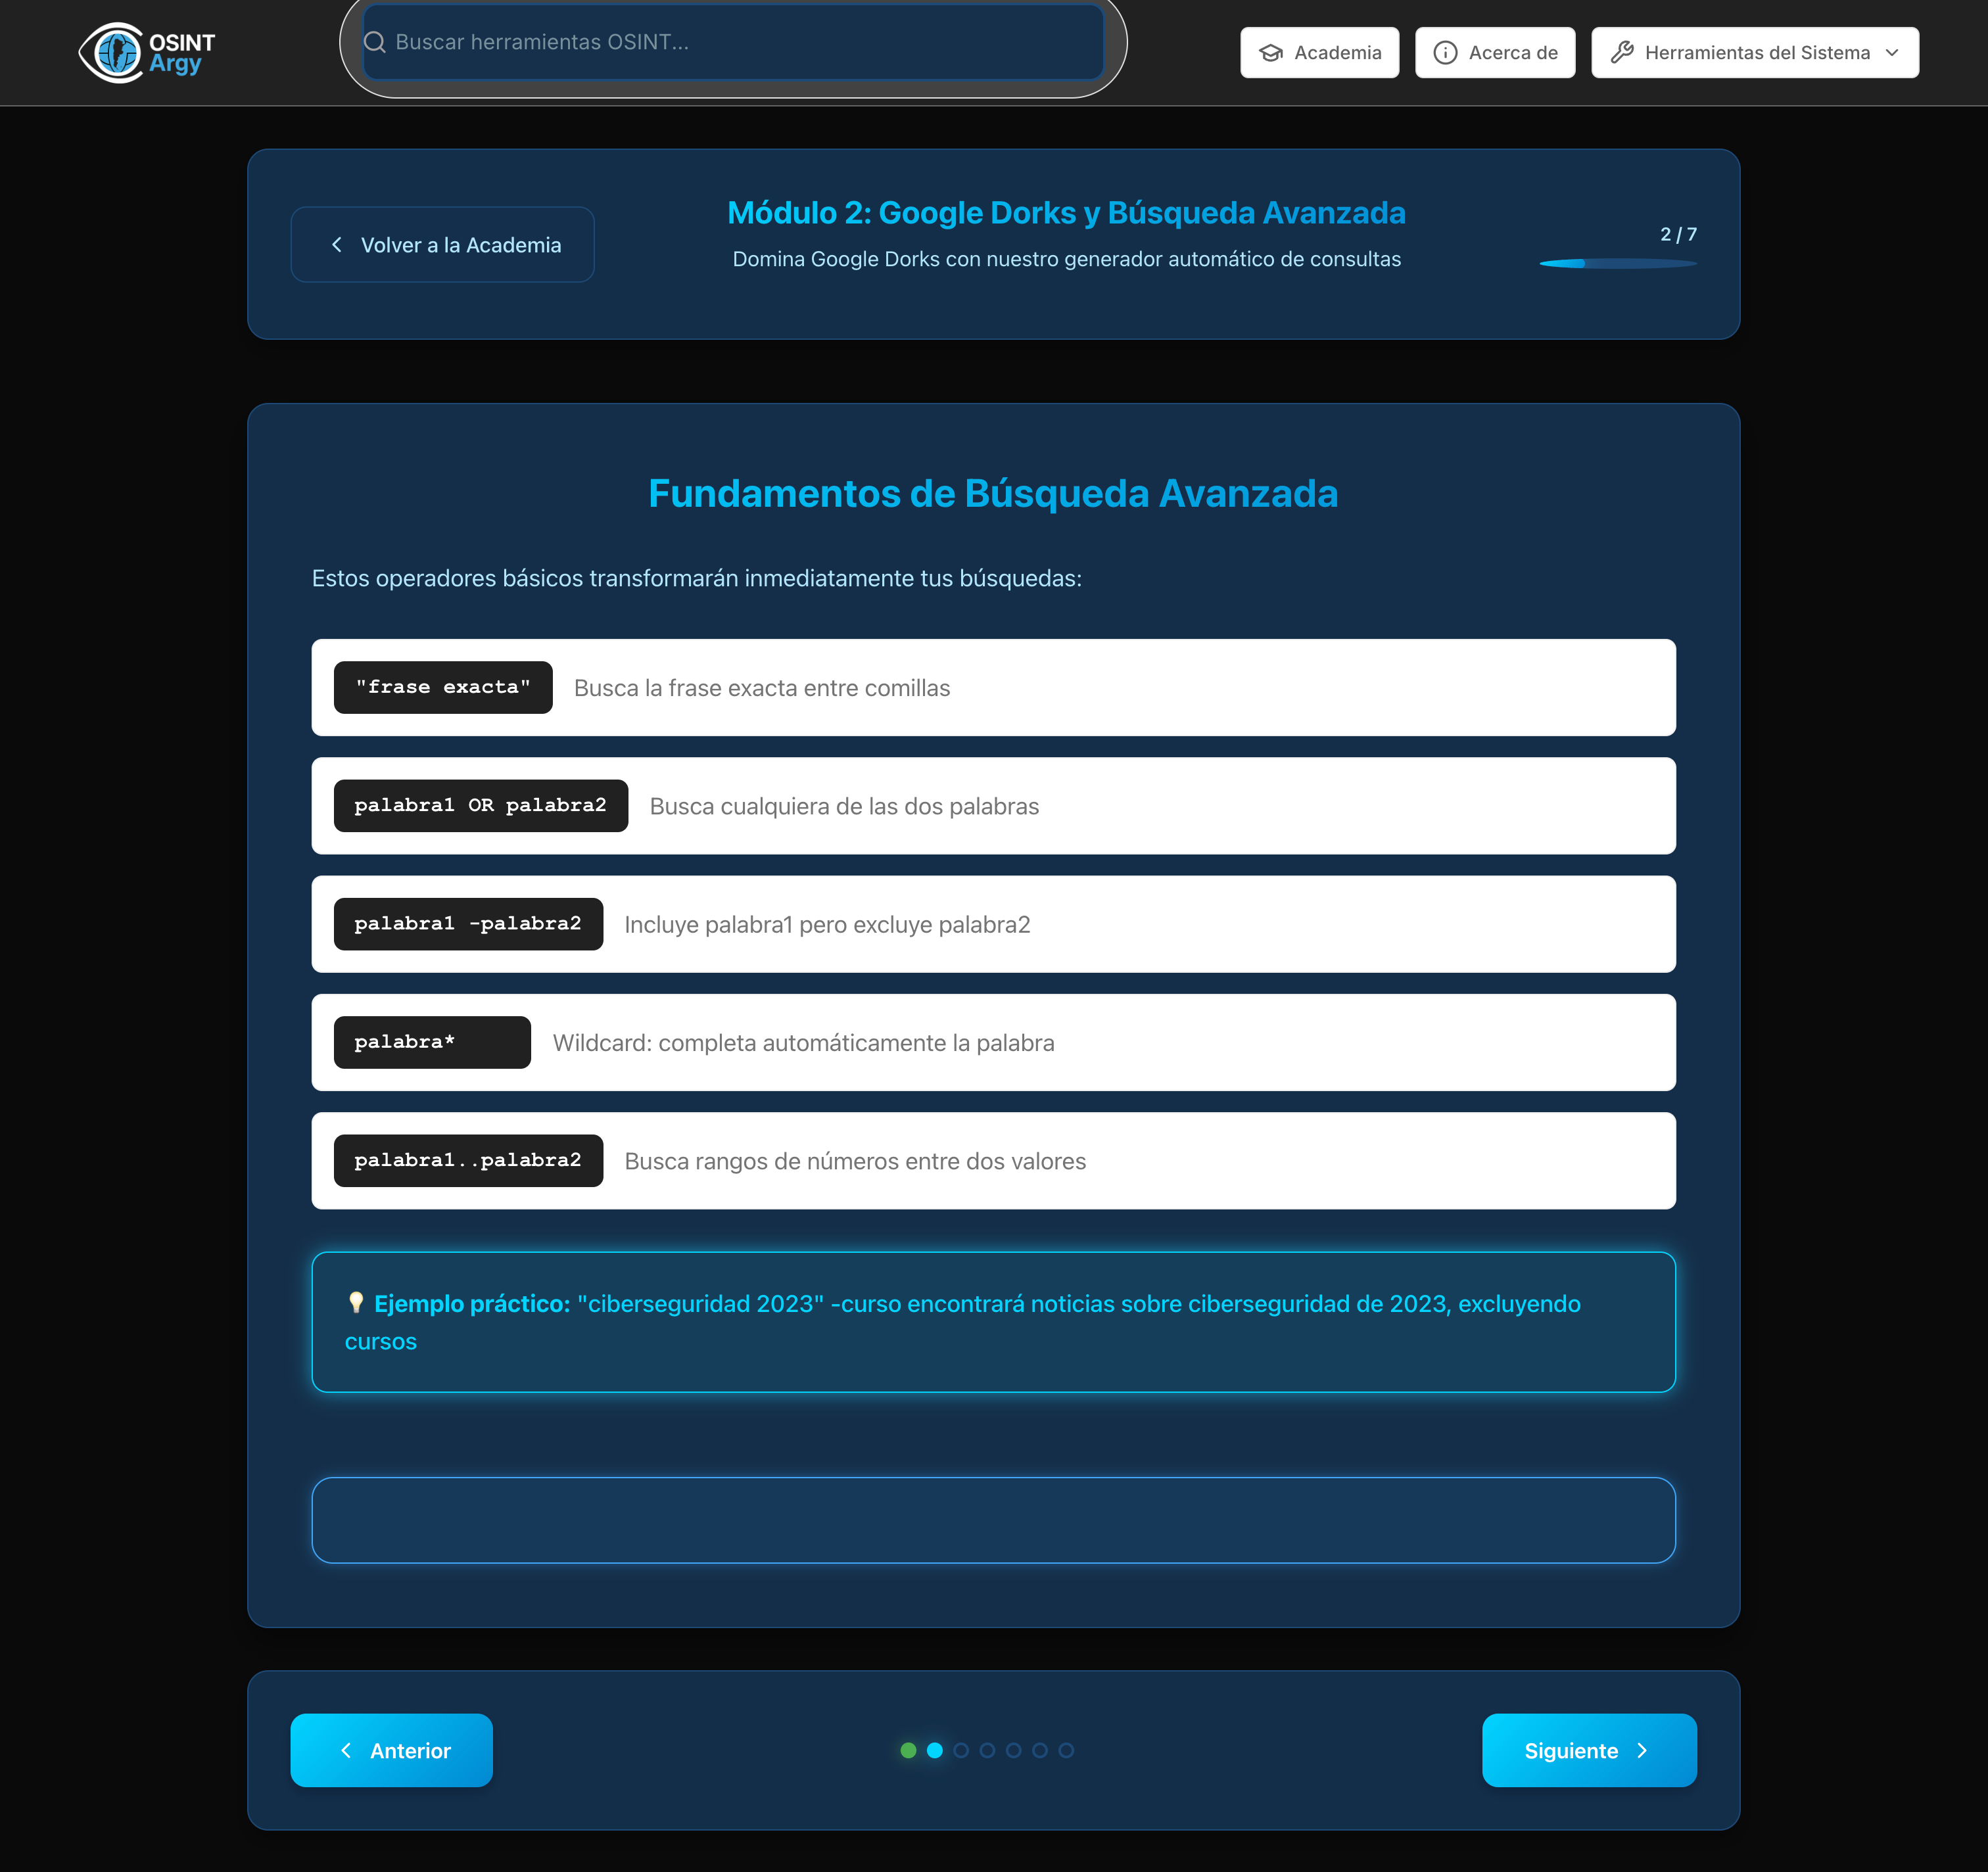 OSINT
Argy
Buscar herramientas OSINT...
Academia
Acerca de
Herramientas del Sistema
Volver a la Academia
Módulo 2: Google Dorks y Búsqueda Avanzada
Domina Google Dorks con nuestro generador automático de consultas
2 / 7
Fundamentos de Búsqueda Avanzada
Estos operadores básicos transformarán inmediatamente tus búsquedas:
"frase exacta" Busca la frase exacta entre comillas
palabra1 OR palabra2 Busca cualquiera de las dos palabras
palabra1 -palabra2 Incluye palabra1 pero excluye palabra2
palabra* Wildcard: completa automáticamente la palabra
palabra1..palabra2 Busca rangos de números entre dos valores
💡 Ejemplo práctico: "ciberseguridad 2023" -curso encontrará noticias sobre ciberseguridad de 2023, excluyendo
cursos
Anterior
Siguiente